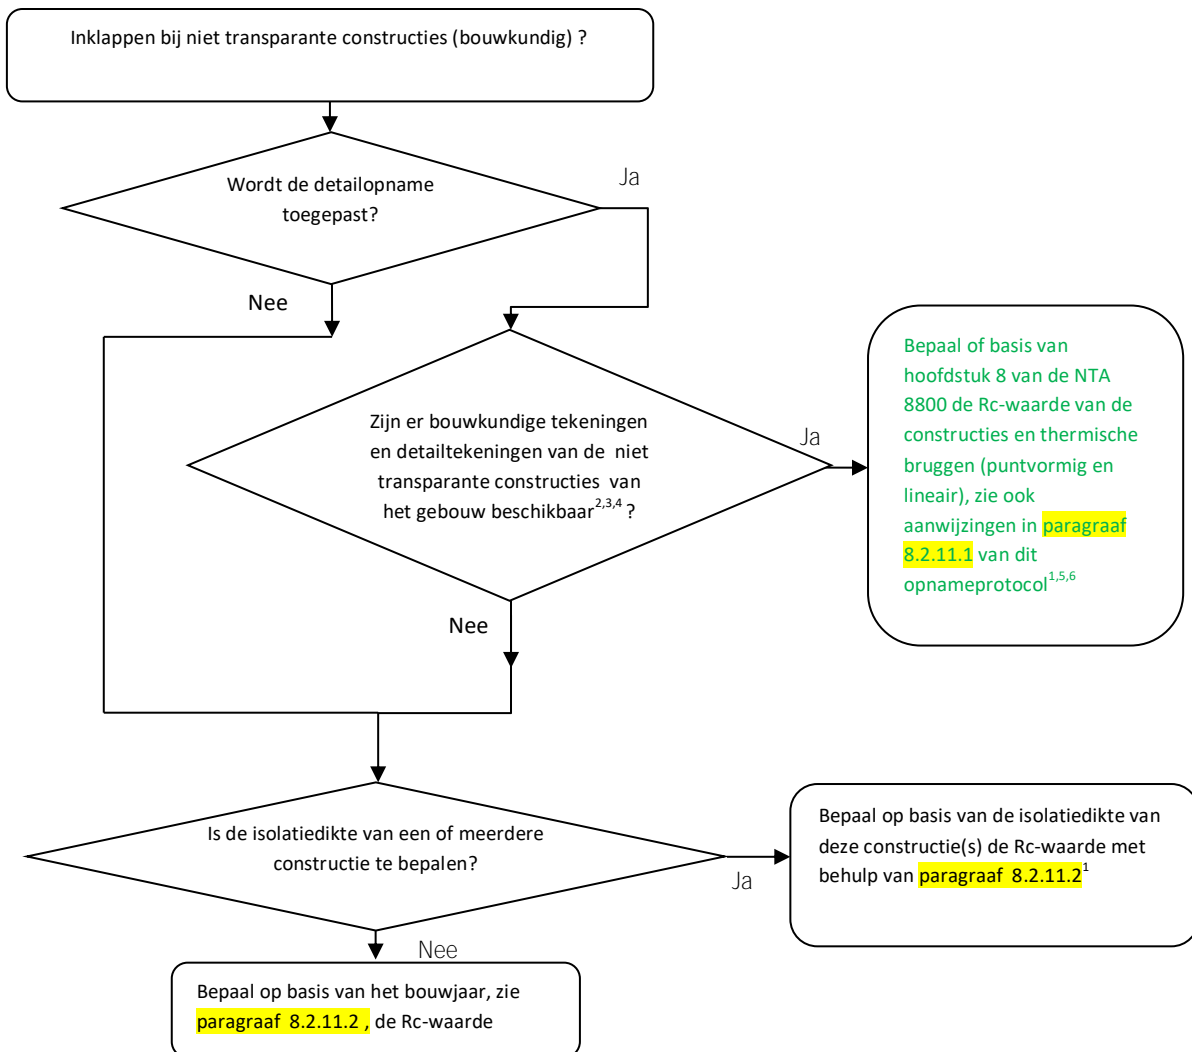 Inklappen bij niet transparante constructies (bouwkundig) ?
Wordt de detailopname
toegepast?
Ja
Nee
Zijn er bouwkundige tekeningen
en detailtekeningen van de niet
transparante constructies van
het gebouw beschikbaar2,3,4 ?
Ja
Nee
Bepaal of basis van
hoofdstuk 8 van de NTA
8800 de Rc-waarde van de
constructies en thermische
bruggen (puntvormig en
lineair), zie ook
aanwijzingen in paragraaf
8.2.11.1 van dit
opnameprotocol1,5,6
Is de isolatiedikte van een of meerdere
constructie te bepalen?
Ja
Nee
Bepaal op basis van de isolatiedikte van
deze constructie(s) de Rc-waarde met
behulp van paragraaf 8.2.11.21
Bepaal op basis van het bouwjaar, zie
paragraaf 8.2.11.2 , de Rc-waarde